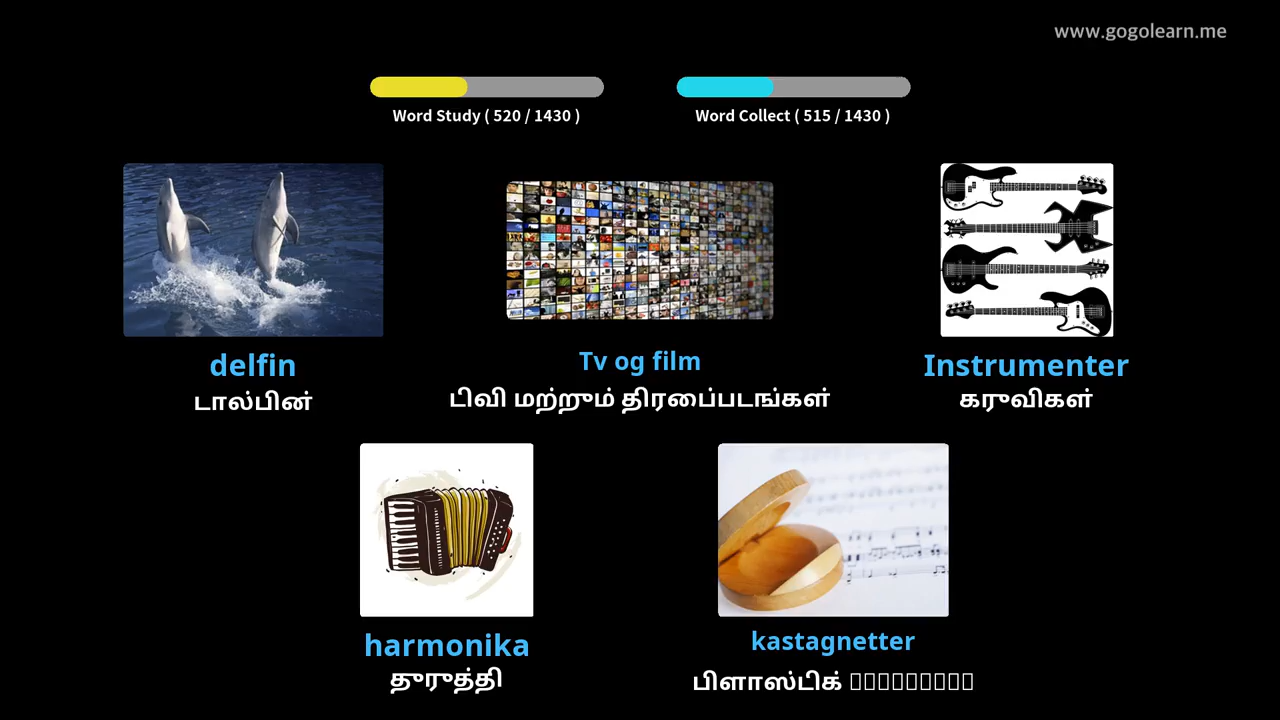 www.gogolearn.me
Word Study ( 520 / 1430 )
Word Collect ( 515 / 1430 )
delfin
டால்பின்
Tv og film
டிவி மற்றும் திரைப்படங்கள்
Instrumenter
கருவிகள்
harmonika
துருத்தி
kastagnetter
பிளாஸ்டிக்